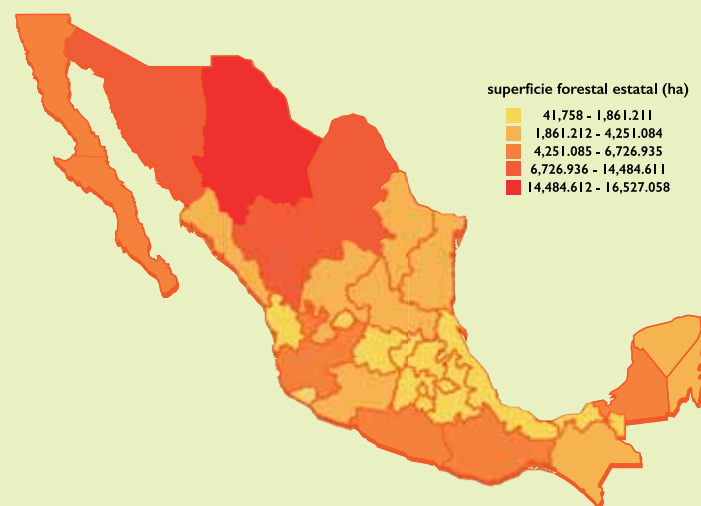 superficie forestal estatal (ha)
41,758 - 1,861.211
1,861.212 - 4,251.084
4,251.085 - 6,726.935
6,726.936 - 14,484.611
14,484.612 - 16,527.058